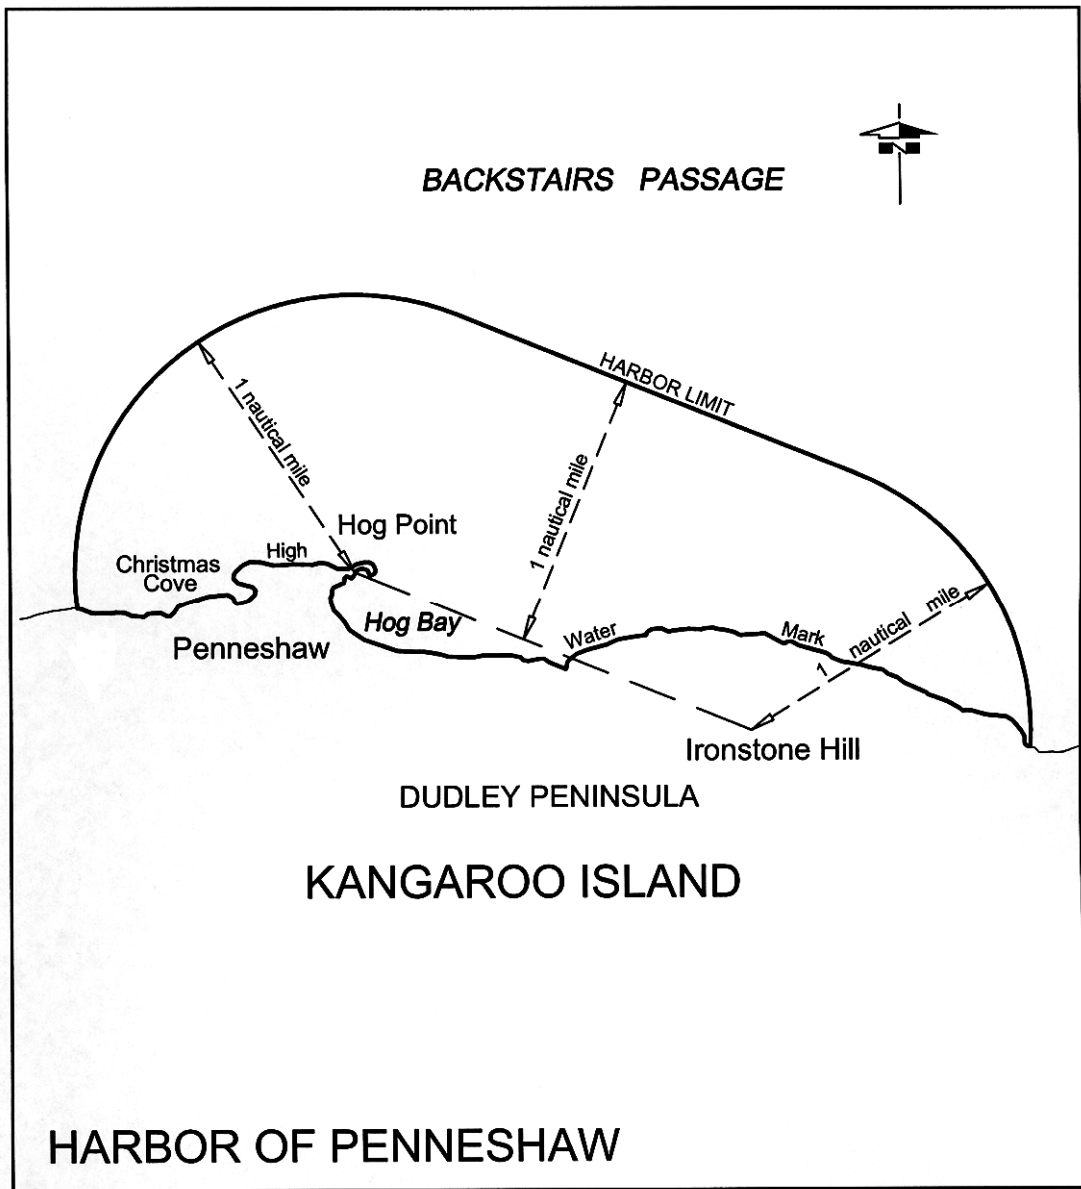 N
BACKSTAIRS PASSAGE
HARBOR LIMIT
1 nautical mile
1 nautical mile
Hog Point
High
Christmas
Cove
1 nautical mile
Hog Bay
Water
Mark
Penneshaw
Ironstone Hill
DUDLEY PENINSULA
KANGAROO ISLAND
HARBOR OF PENNESHAW